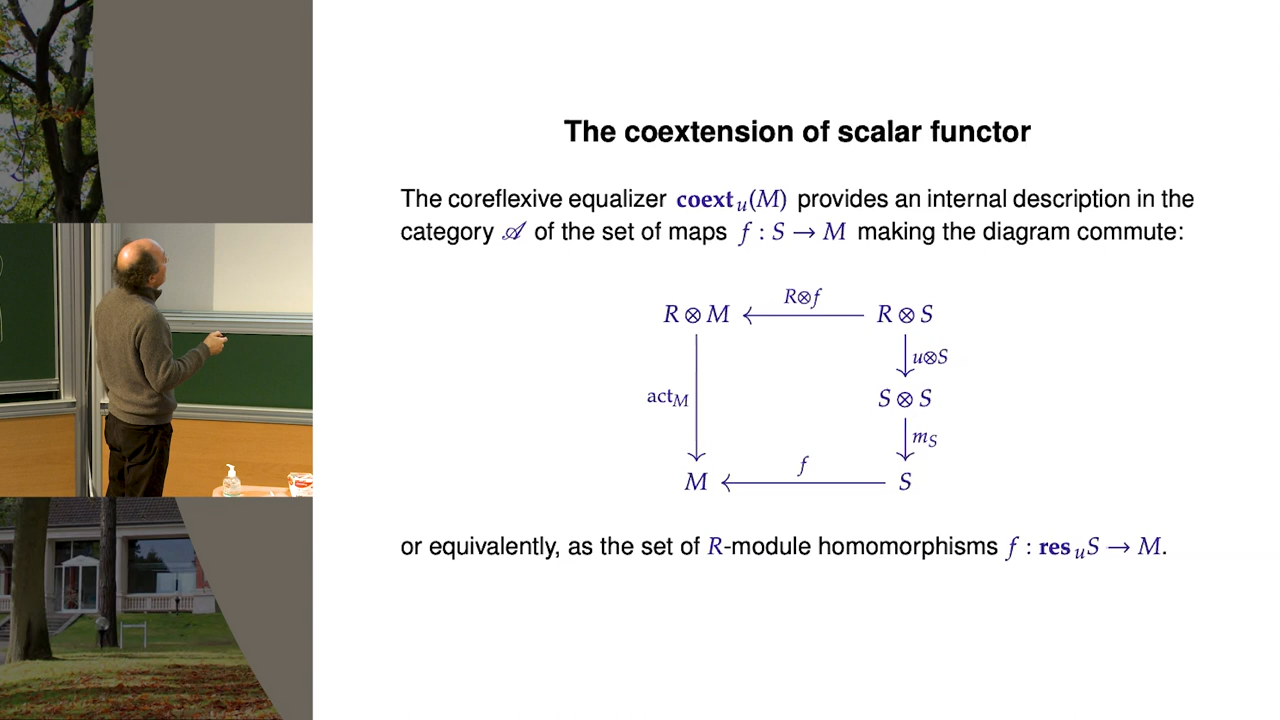 The coextension of scalar functor
The coreflexive equalizer coext_u(M) provides an internal description in the
category 𝒜 of the set of maps f : S → M making the diagram commute:
R⊗f
R ⊗ M ← R ⊗ S
u⊗S
act_M S ⊗ S
m_S
f
M ← S
or equivalently, as the set of R-module homomorphisms f : res_u S → M.